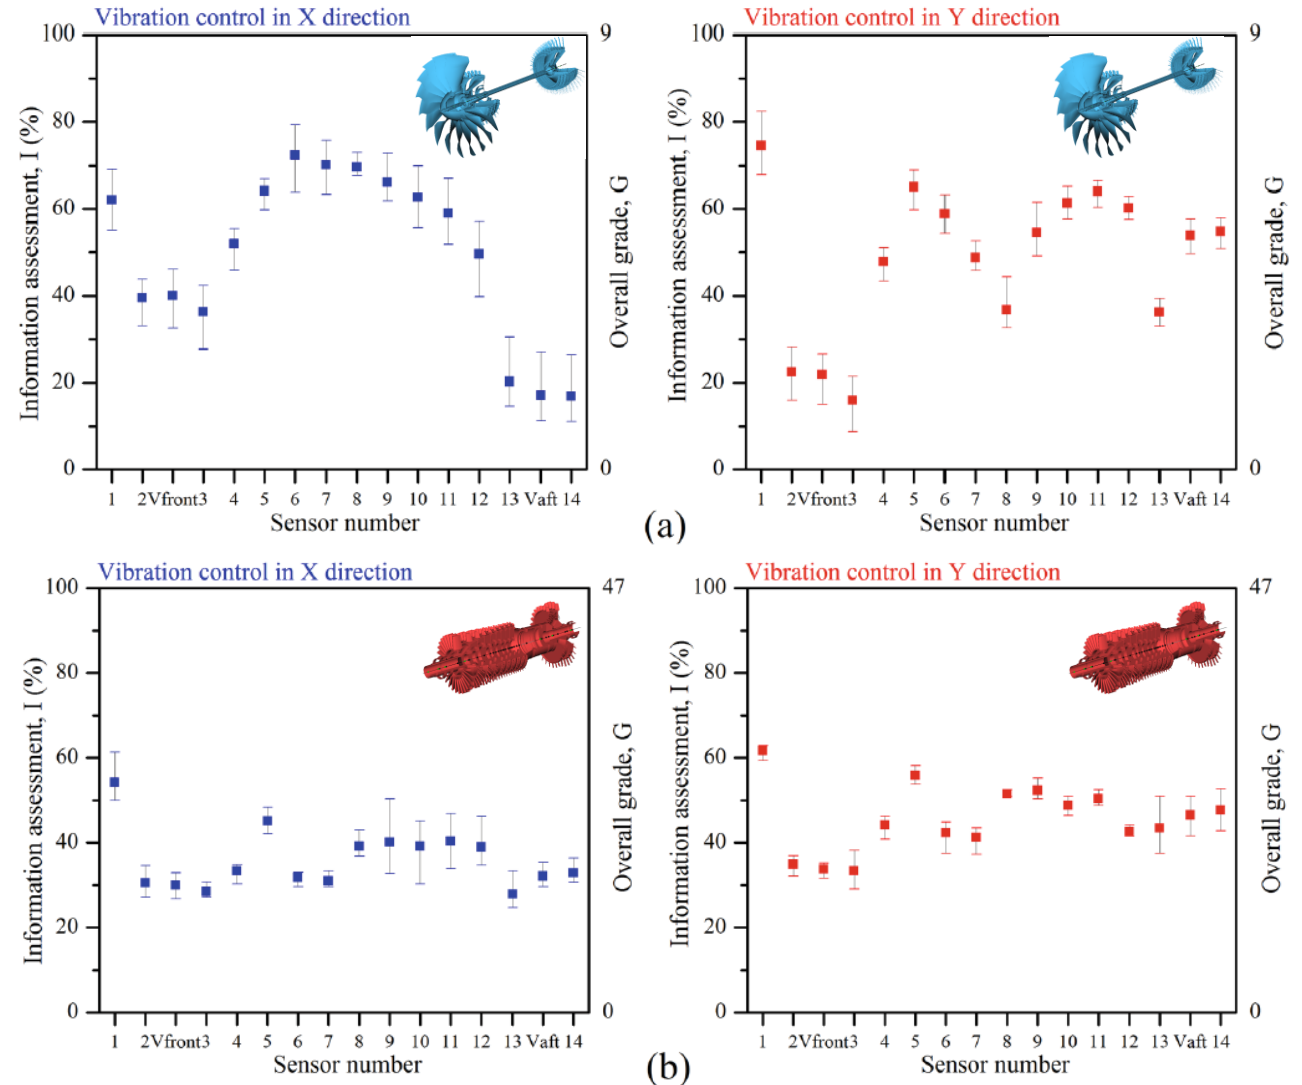 Vibration control in X direction
100
80
60
40
20
0
Information assessment, I (%)
9
0
Overall grade, G
1 2Vfront3 4 5 6 7 8 9 10 11 12 13 Vaft 14
Sensor number
Vibration control in Y direction
100
80
60
40
20
0
Information assessment, I (%)
9
0
Overall grade, G
1 2Vfront3 4 5 6 7 8 9 10 11 12 13 Vaft 14
Sensor number
(a)
Vibration control in X direction
100
80
60
40
20
0
Information assessment, I (%)
47
0
Overall grade, G
1 2Vfront3 4 5 6 7 8 9 10 11 12 13 Vaft 14
Sensor number
Vibration control in Y direction
100
80
60
40
20
0
Information assessment, I (%)
47
0
Overall grade, G
1 2Vfront3 4 5 6 7 8 9 10 11 12 13 Vaft 14
Sensor number
(b)